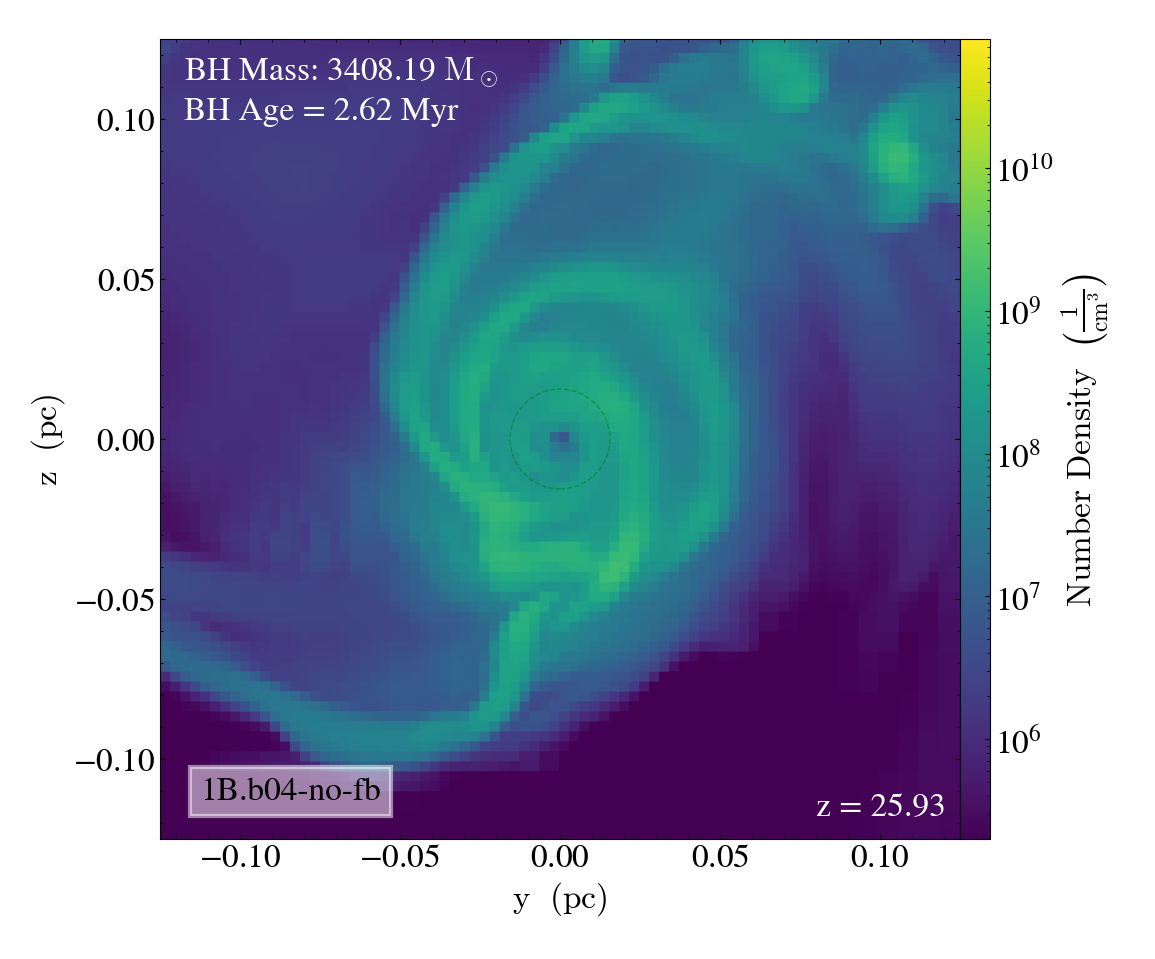 BH Mass: 3408.19 M⊙
BH Age = 2.62 Myr
0.10
0.05
0.00
−0.05
−0.10
z (pc)
1B.b04-no-fb
z = 25.93
−0.10 −0.05 0.00 0.05 0.10
y (pc)
10^10
10^9
10^8
10^7
10^6
Number Density (1/cm^3)